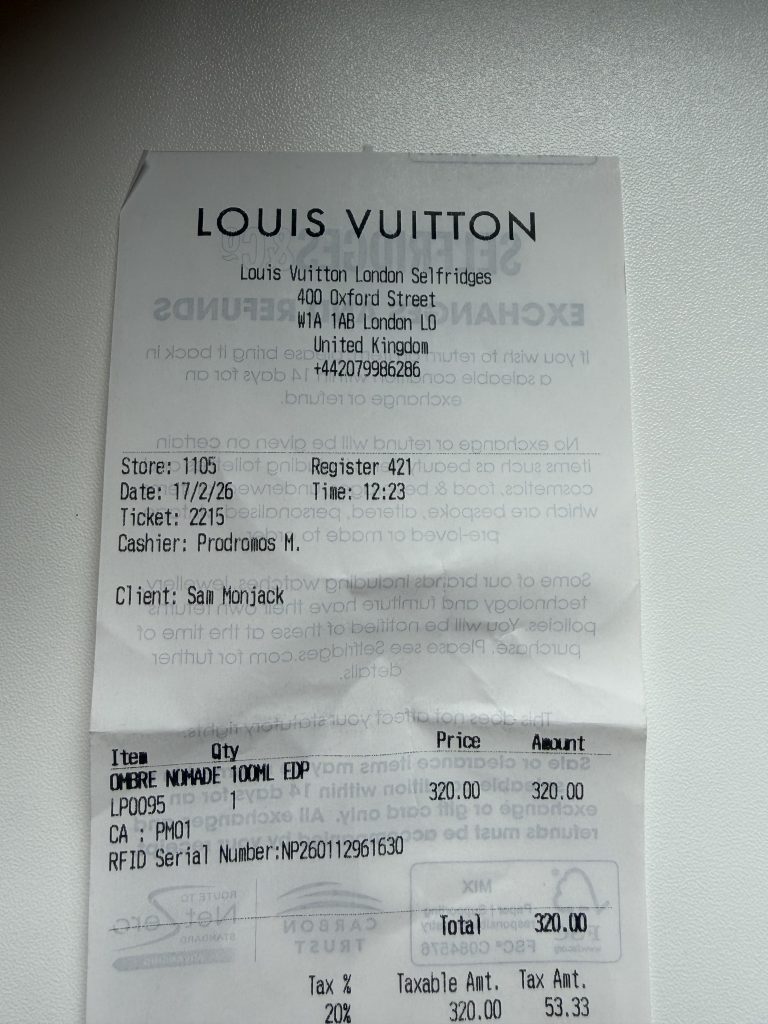 LOUIS VUITTON
Louis Vuitton London Selfridges
400 Oxford Street
W1A 1AB London LO
United Kingdom
+442079986286
Store: 1105 Register 421
Date: 17/2/26 Time: 12:23
Ticket: 2215
Cashier: Prodromos M.
Client: Sam Monjack
Item Qty Price Amount
OMBRE NOMADE 100ML EDP
LP0095 1 320.00 320.00
CA : PM01
RFID Serial Number:NP260112961630
Total 320.00
Tax % Taxable Amt. Tax Amt.
20% 320.00 53.33